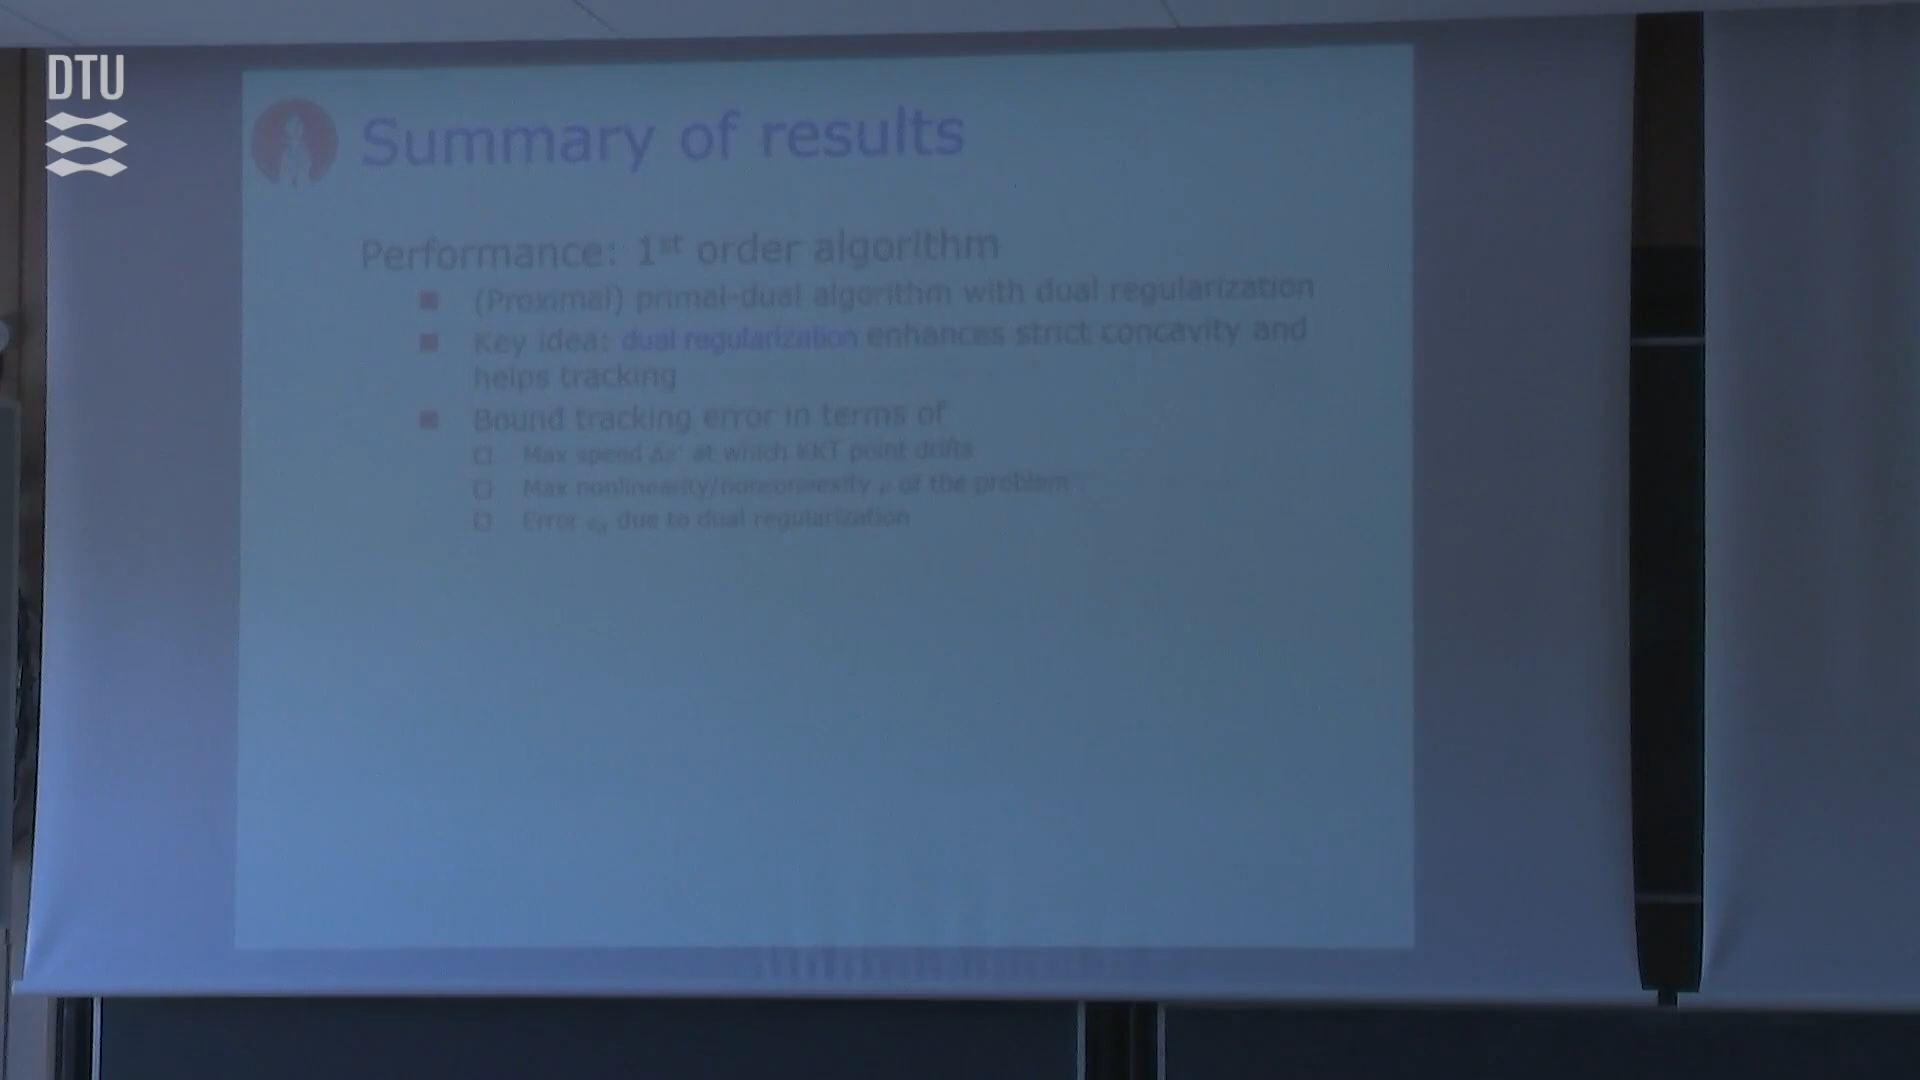 DTU
Summary of results
Performance: 1st order algorithm
(Proximal) primal-dual algorithm with dual regularization
Key idea: dual regularization enhances strict concavity and
helps tracking
Bound tracking error in terms of
Max speed at which KKT point drifts
Max nonlinearity/nonconvexity of the problem
Error due to dual regularization